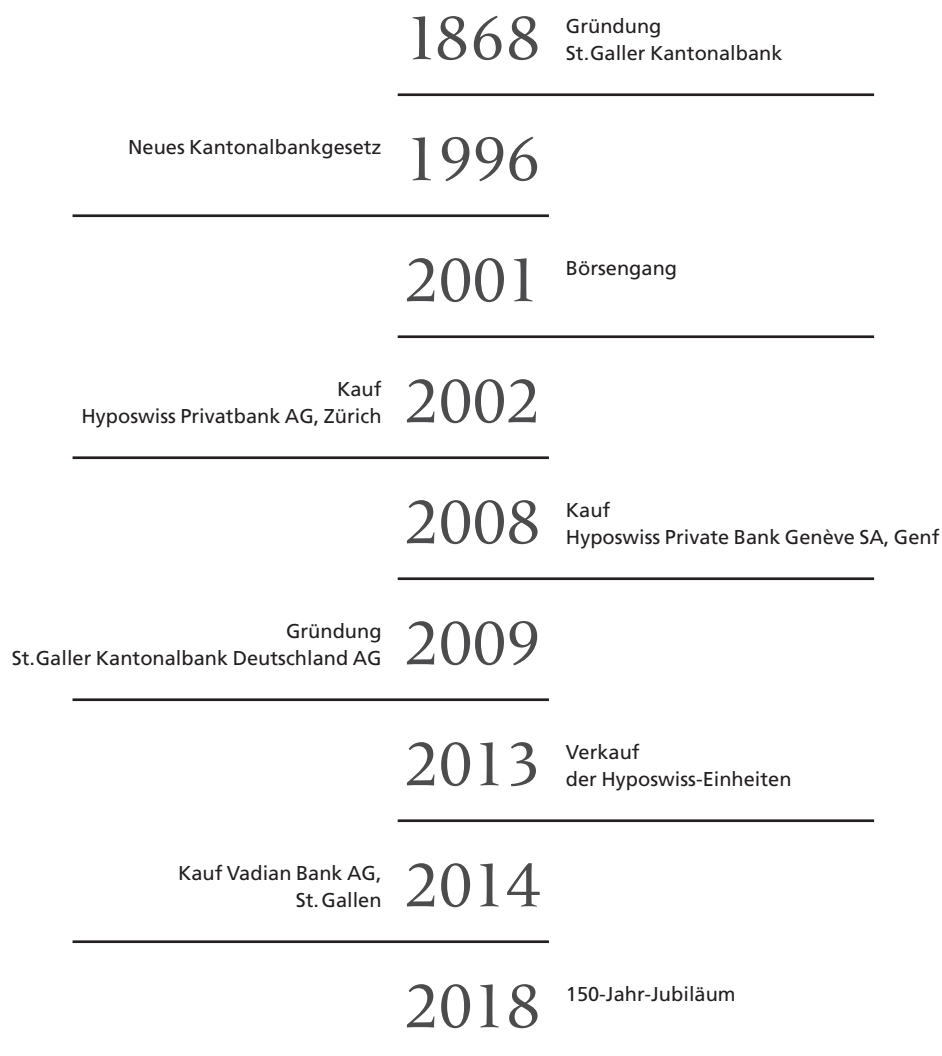 1868
Gründung
St.Galler Kantonalbank
Neues Kantonalbankgesetz
1996
2001
Börsengang
Kauf
Hyposwiss Privatbank AG, Zürich
2002
2008
Kauf
Hyposwiss Private Bank Genève SA, Genf
Gründung
St.Galler Kantonalbank Deutschland AG
2009
2013
Verkauf
der Hyposwiss-Einheiten
Kauf Vadian Bank AG,
St. Gallen
2014
2018
150-Jahr-Jubiläum